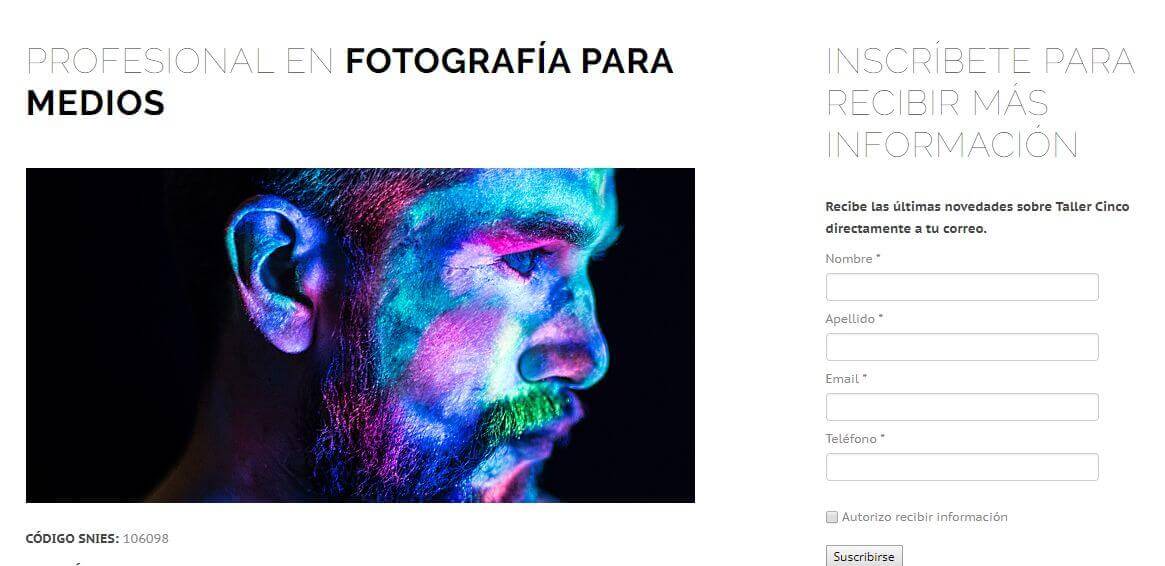 PROFESIONAL EN FOTOGRAFÍA PARA
MEDIOS
CÓDIGO SNIES: 106098
INSCRÍBETE PARA
RECIBIR MÁS
INFORMACIÓN
Recibe las últimas novedades sobre Taller Cinco
directamente a tu correo.
Nombre *
Apellido *
Email *
Teléfono *
Autorizo recibir información
Suscribirse